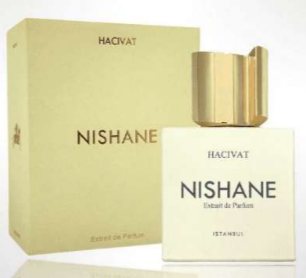 HACIVAT
NISHANE
Extrait de Parfum
HACIVAT
NISHANE
Extrait de Parfum
ISTANBUL